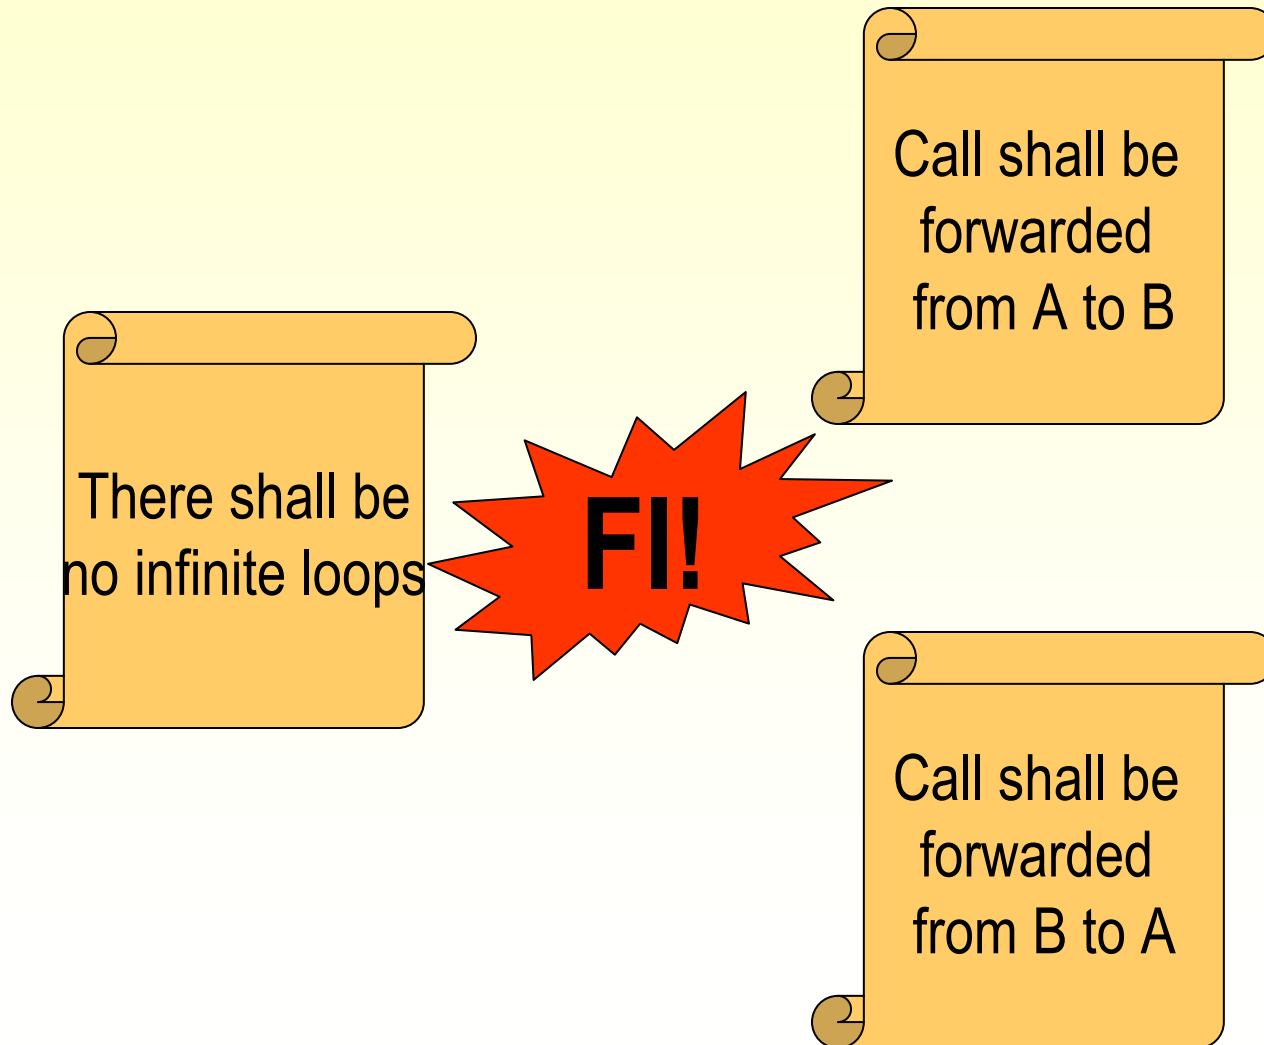 There shall be
no infinite loops
FI!
Call shall be
forwarded
from A to B
Call shall be
forwarded
from B to A